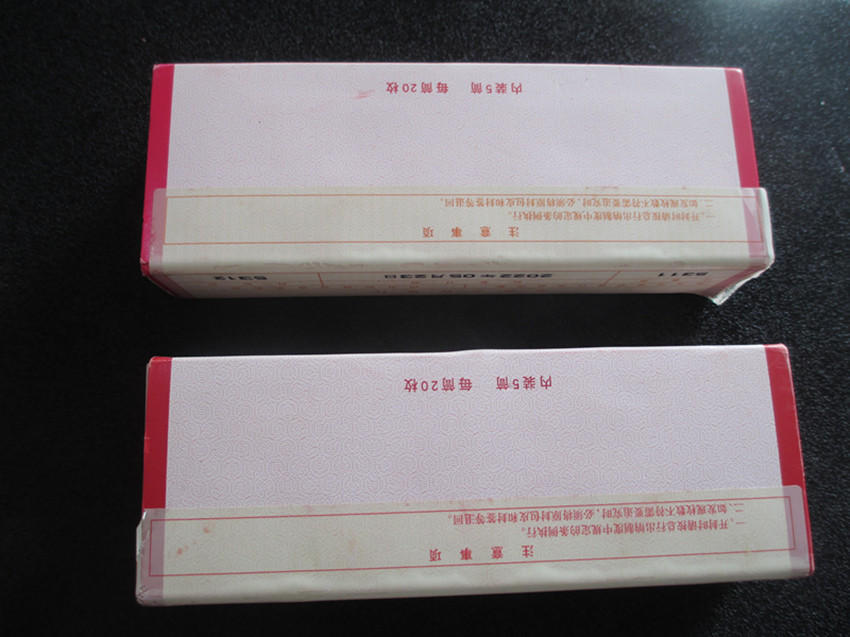 注意事项
一、开封时请按总行出纳制度中规定的条例执行。
二、如发现枚数不符需要追究时，必须将原封包皮和封签等追回。
内装5筒 每筒20枚
5311 2022年05月23日 5312
注意事项
一、开封时请按总行出纳制度中规定的条例执行。
二、如发现枚数不符需要追究时，必须将原封包皮和封签等追回。
内装5筒 每筒20枚